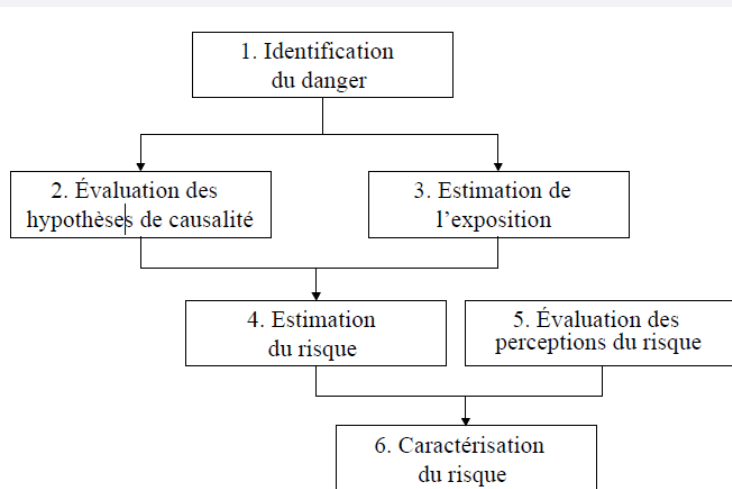 1. Identification
du danger
2. Évaluation des
hypothèses de causalité
3. Estimation de
l'exposition
4. Estimation
du risque
5. Évaluation des
perceptions du risque
6. Caractérisation
du risque